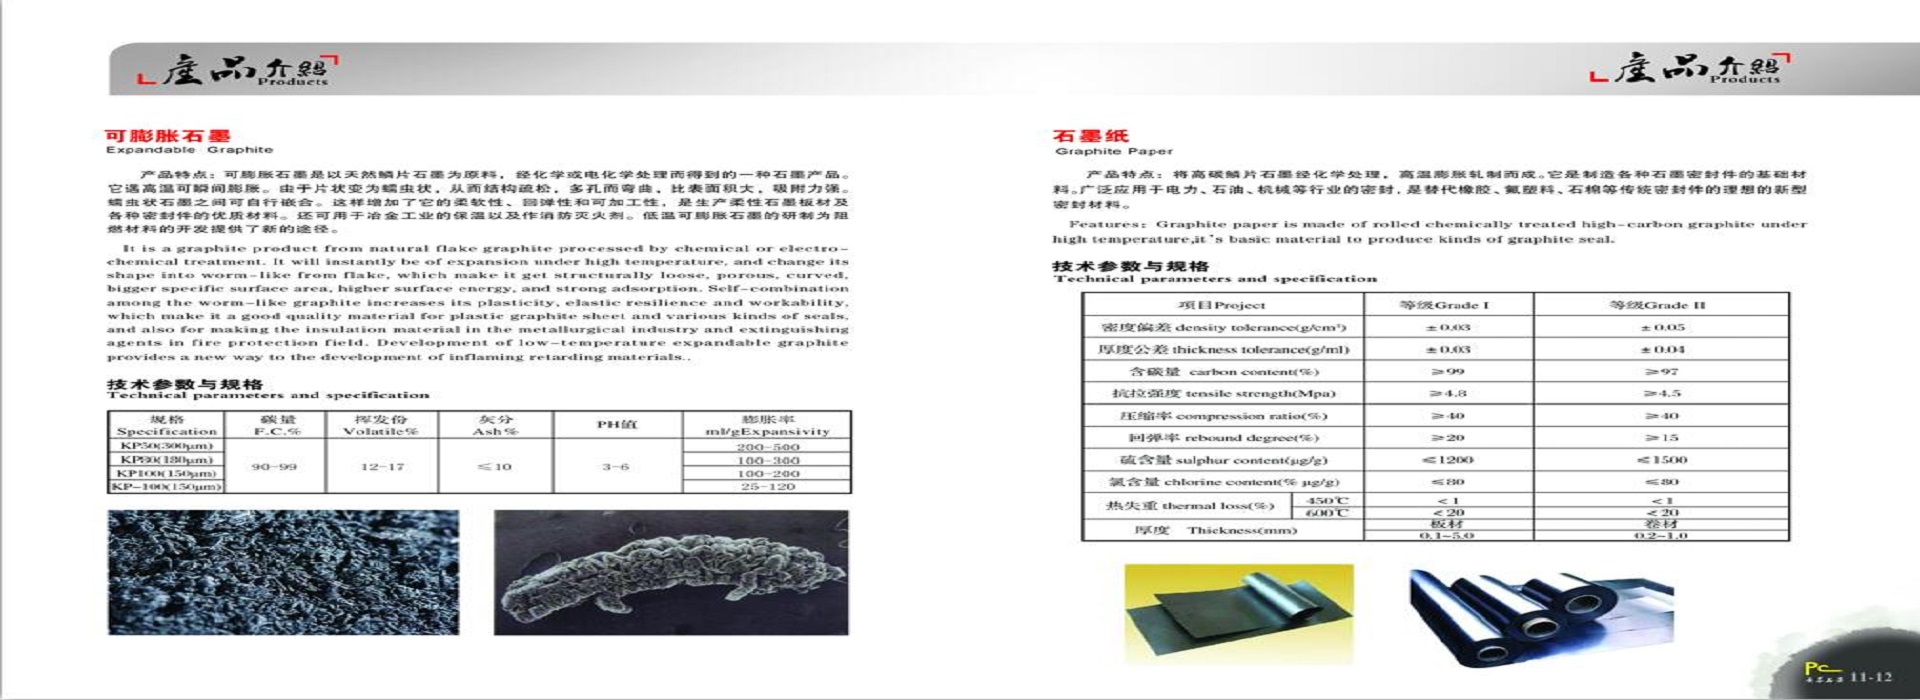 產品介紹
Products
產品介紹
Products
可膨胀石墨
Expandable Graphite
产品特点：可膨胀石墨是以天然鳞片石墨为原料，经化学或电化学处理而得到的一种石墨产品。
它遇高温可瞬间膨胀。由于片状变为蠕虫状，从而结构疏松，多孔而弯曲，比表面积大，吸附力强。
蠕虫状石墨之间可自行嵌合。这样增加了它的柔软性、回弹性和可加工性，是生产柔性石墨板材及
各种密封件的优质材料。还可用于冶金工业的保温以及作消防灭火剂。低温可膨胀石墨的研制为阻
燃材料的开发提供了新的途径。
It is a graphite product from natural flake graphite processed by chemical or electro-
chemical treatment. It will instantly be of expansion under high temperature, and change its
shape into worm-like from flake, which make it get structurally loose, porous, curved,
bigger specific surface area, higher surface energy, and strong adsorption. Self-combination
among the worm-like graphite increases its plasticity, elastic resilience and workability,
which make it a good quality material for plastic graphite sheet and various kinds of seals,
and also for making the insulation material in the metallurgical industry and extinguishing
agents in fire protection field. Development of low-temperature expandable graphite
provides a new way to the development of inflaming retarding materials..
技术参数与规格
Technical parameters and specification
规格 碳量 挥发份 灰分 PH值 膨胀率
Specification F.C.% Volatile% Ash% ml/gExpansivity
KP50(300μm) 200-500
KP80(180μm) 100-300
90-99 12-17 ≤10 3-6
KP100(150μm) 100-200
KP-100(150μm) 25-120
石墨纸
Graphite Paper
产品特点：将高碳鳞片石墨经化学处理，高温膨胀轧制而成。它是制造各种石墨密封件的基础材
料。广泛应用于电力、石油、机械等行业的密封，是替代橡胶、氟塑料、石棉等传统密封件的理想的新型
密封材料。
Features: Graphite paper is made of rolled chemically treated high-carbon graphite under
high temperature,it's basic material to produce kinds of graphite seal.
技术参数与规格
Technical parameters and specification
项目Project 等级Grade I 等级Grade II
密度偏差 density tolerance(g/cm³) ±0.03 ±0.05
厚度公差 thickness tolerance(g/ml) ±0.03 ±0.04
含碳量 carbon content(%) ≥99 ≥97
抗拉强度 tensile strength(Mpa) ≥4.8 ≥4.5
压缩率 compression ratio(%) ≥40 ≥40
回弹率 rebound degree(%) ≥20 ≥15
硫含量 sulphur content(μg/g) ≤1200 ≤1500
氯含量 chlorine content(% μg/g) ≤80 ≤80
热失重 thermal loss(%) 450℃ <1 <1
600℃ <20 <20
厚度 Thickness(mm) 板材 卷材
0.1-5.0 0.2-1.0
Pc
11-12